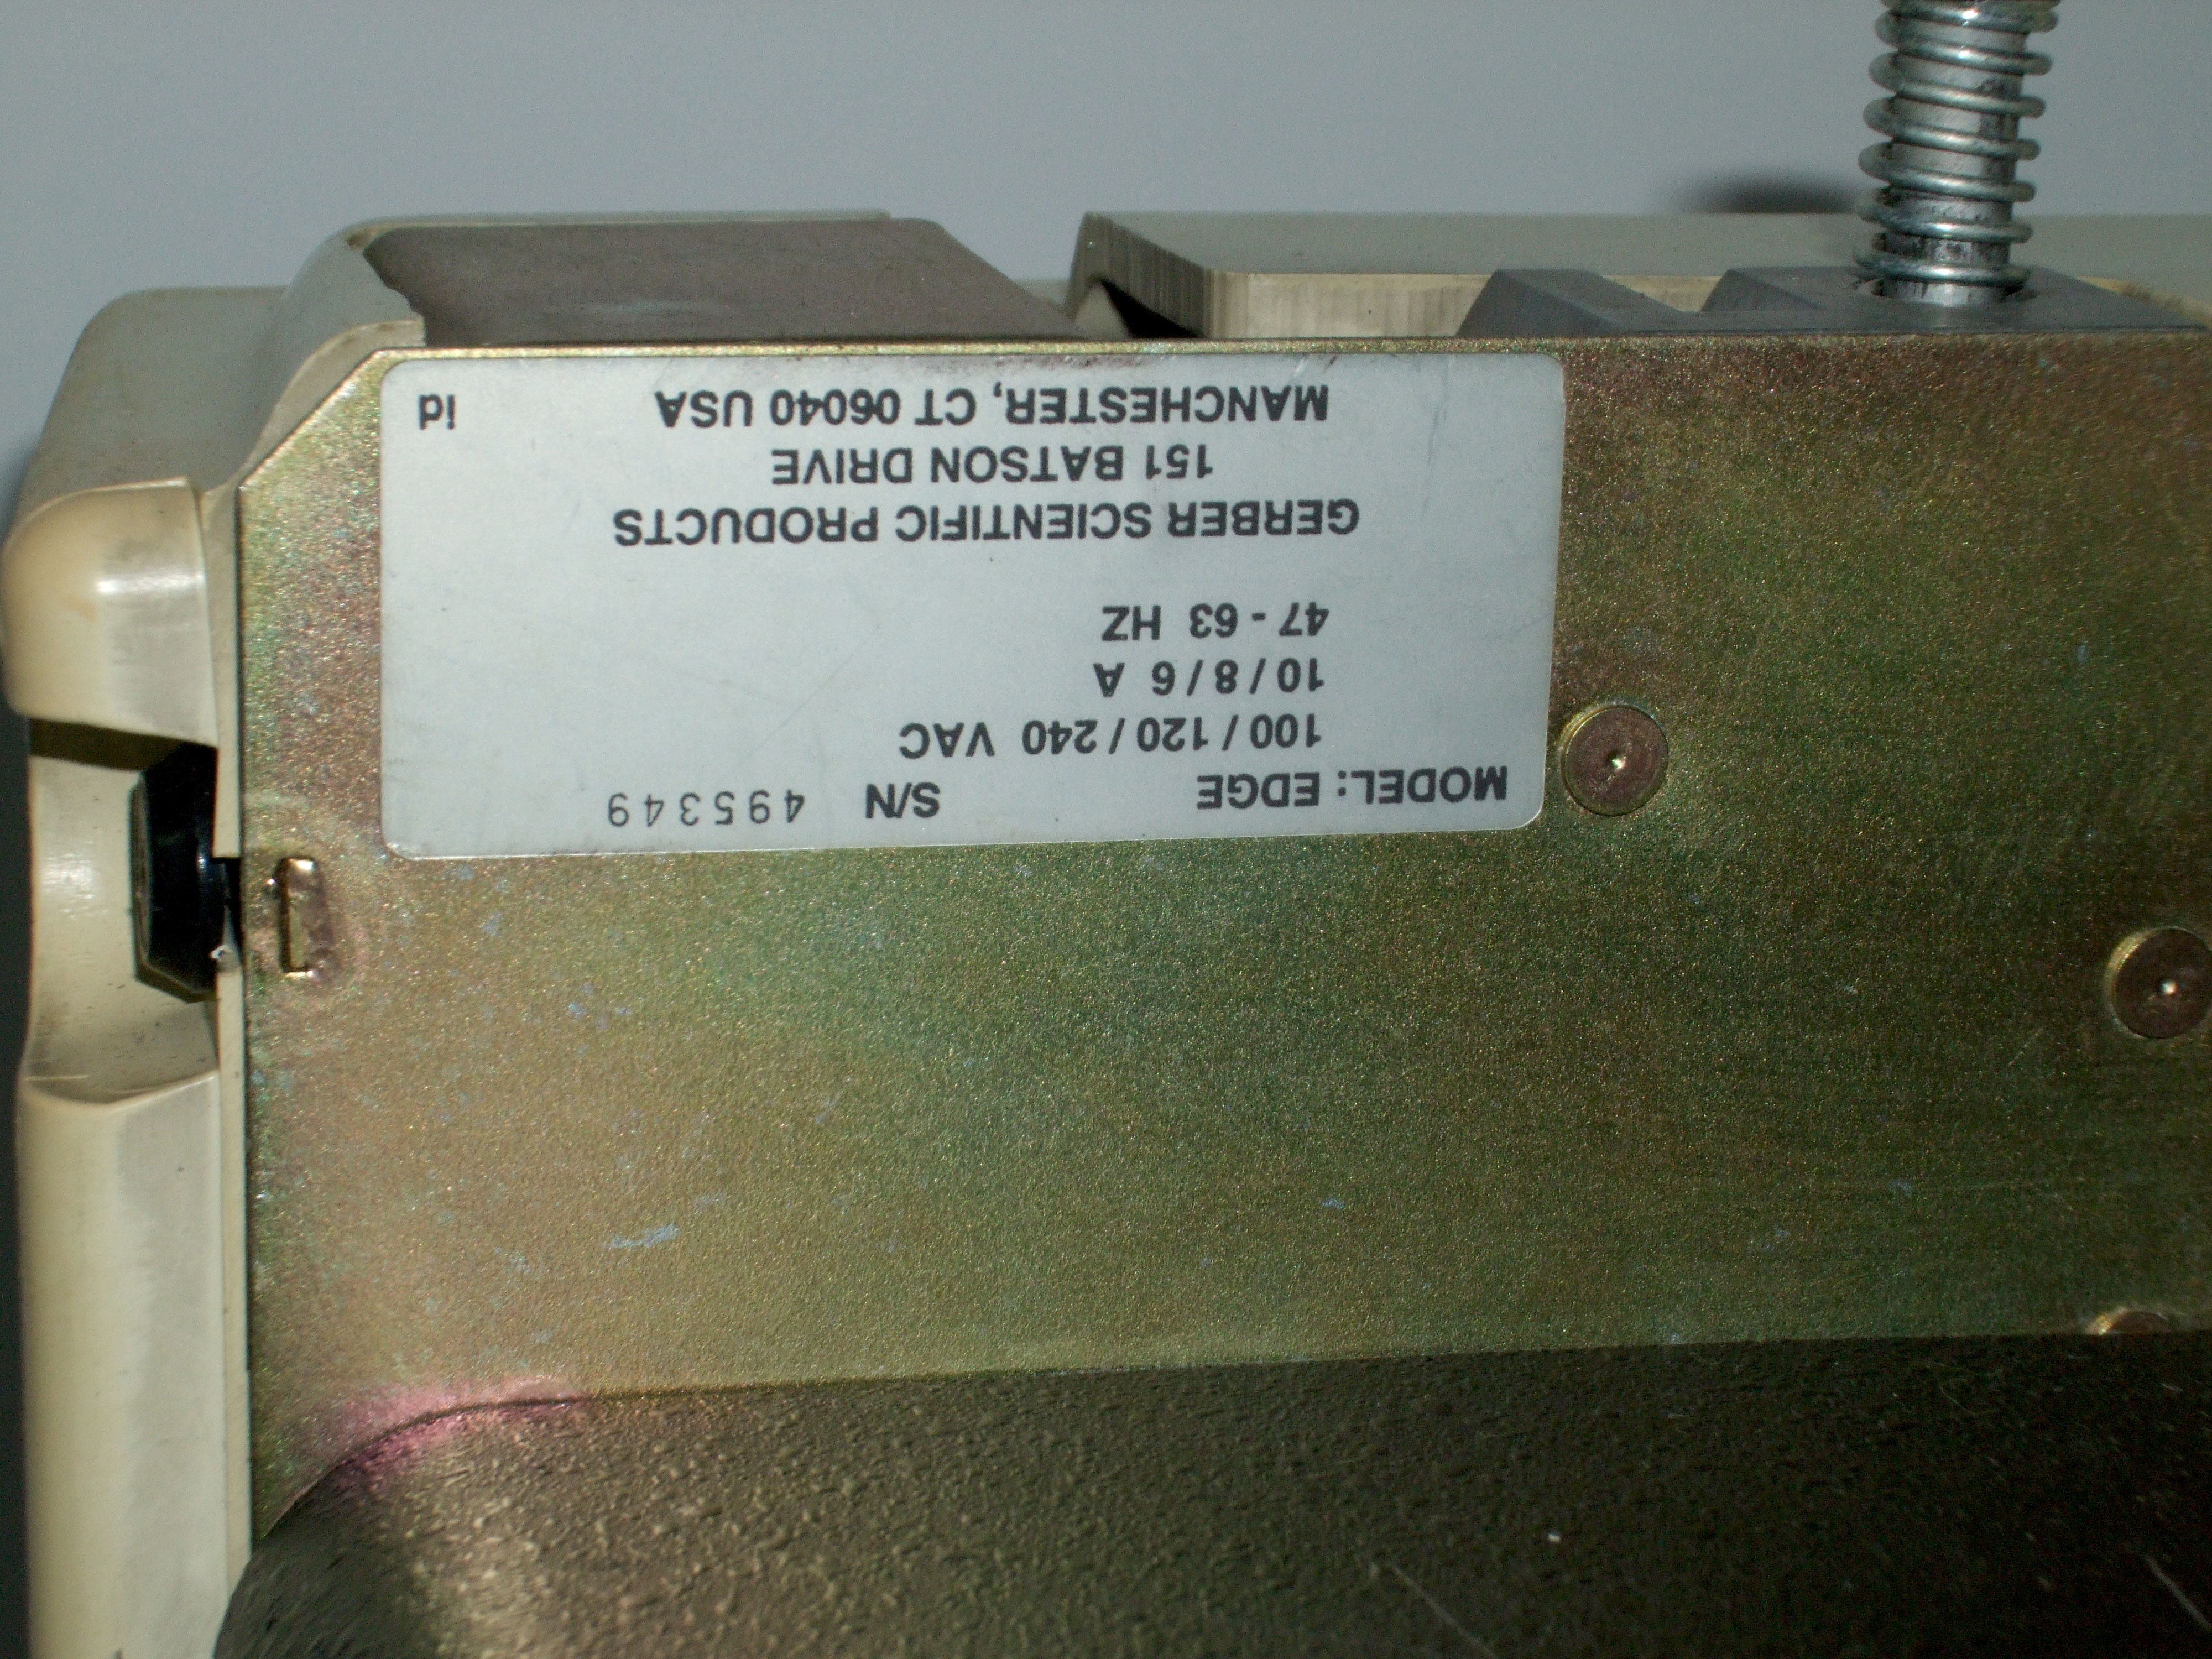 MODEL: EDGE S/N 495349
100 / 120 / 240 VAC
10 / 8 / 6 A
47 - 63 HZ
GERBER SCIENTIFIC PRODUCTS
151 BATSON DRIVE
MANCHESTER, CT 06040 USA
id